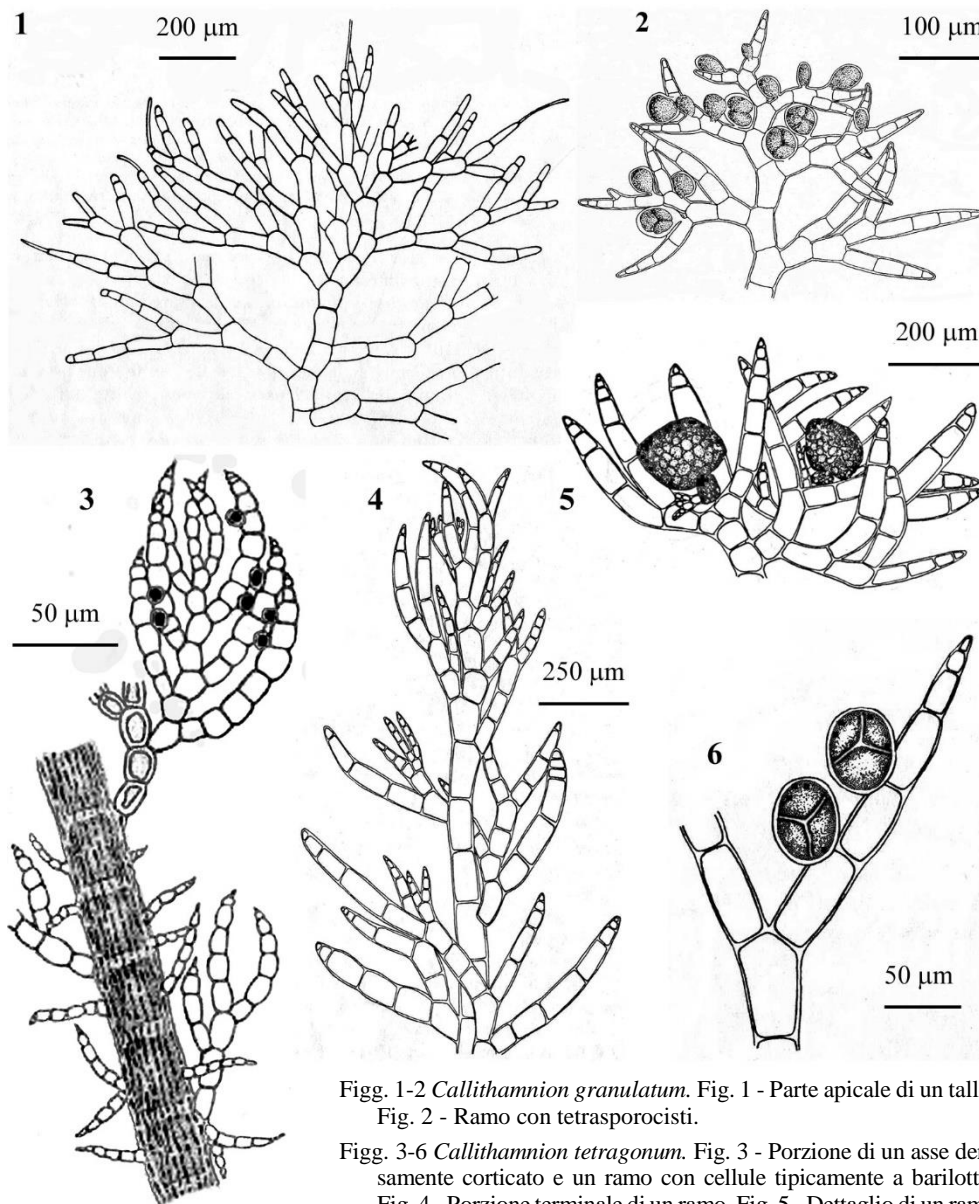 1
200 µm
2
100 µm
200 µm
3
4
5
50 µm
250 µm
6
50 µm
Figg. 1-2 Callithamnion granulatum. Fig. 1 - Parte apicale di un tall
Fig. 2 - Ramo con tetrasporocisti.
Figg. 3-6 Callithamnion tetragonum. Fig. 3 - Porzione di un asse den
samente corticato e un ramo con cellule tipicamente a barilott
Fig. 4 - Porzione terminale di un ramo. Fig. 5 - Dettaglio di un ram